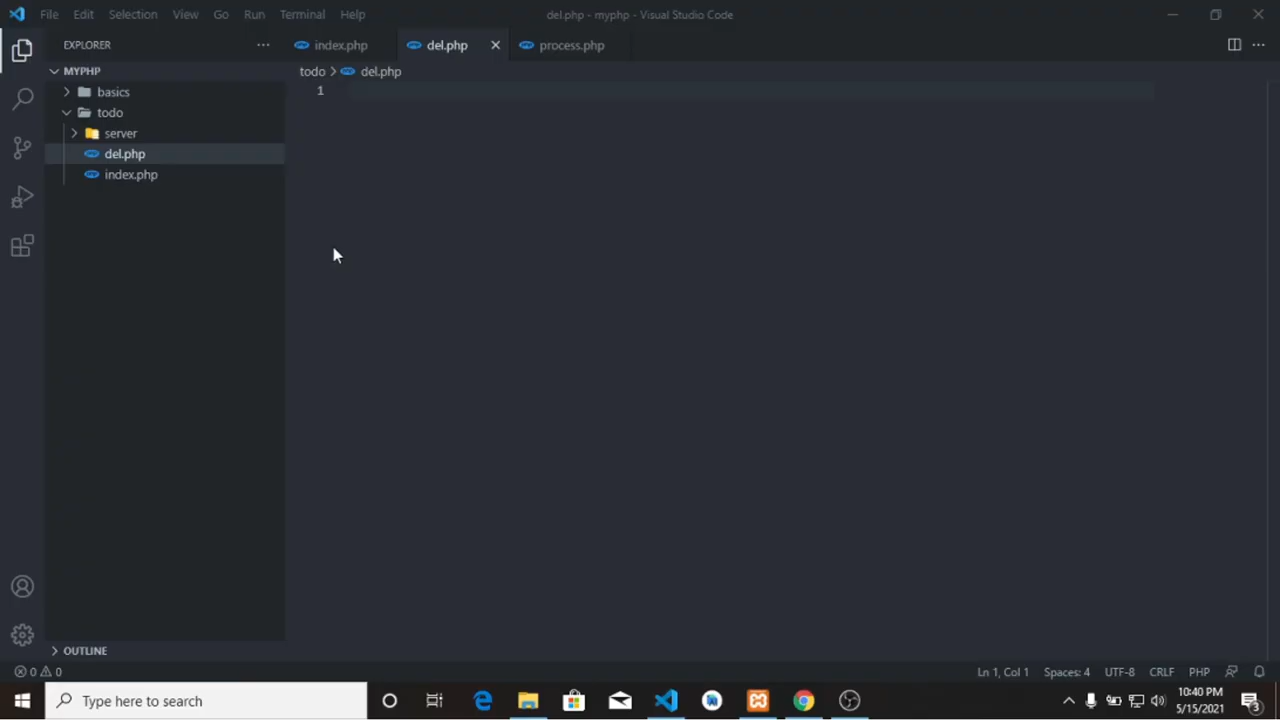 File Edit Selection View Go Run Terminal Help
del.php - myphp - Visual Studio Code
EXPLORER
index.php
del.php
process.php
MYPHP
todo
del.php
basics
1
todo
server
del.php
index.php
OUTLINE
0 0
Ln 1, Col 1
Spaces: 4
UTF-8
CRLF
PHP
Type here to search
10:40 PM
5/15/2021
3